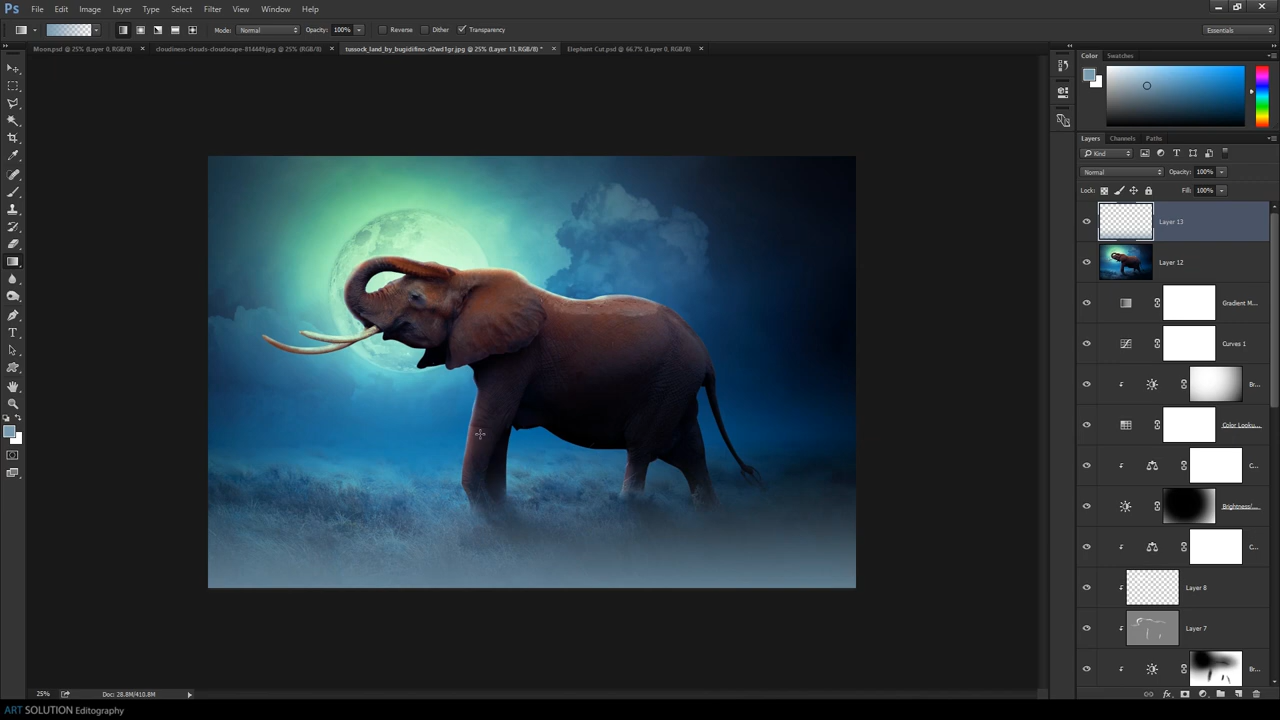 Ps File Edit Image Layer Type Select Filter View Window Help
Mode: Normal Opacity: 100% Reverse Dither Transparency Essentials
Moon.psd @ 25% (Layer 0, RGB/8) cloudiness-clouds-cloudscape-814449.jpg @ 25% (RGB/8) tussock_land_by_bugidifino-d2wd1gr.jpg @ 25% (Layer 13, RGB/8) * Elephant Cut.psd @ 66.7% (Layer 0, RGB/8)
Color Swatches
Layers Channels Paths
Kind
Normal Opacity: 100%
Lock: Fill: 100%
Layer 13
Layer 12
Gradient M...
Curves 1
Br...
Color Looku...
C...
Brightness/...
C...
Layer 8
Layer 7
Br...
25% Doc: 28.8M/410.8M
fx
ART SOLUTION Editography